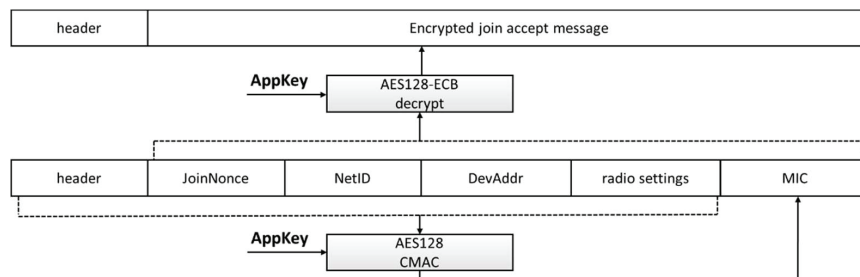 header Encrypted join accept message
AppKey AES128-ECB
decrypt
header JoinNonce NetID DevAddr radio settings MIC
AppKey AES128
CMAC